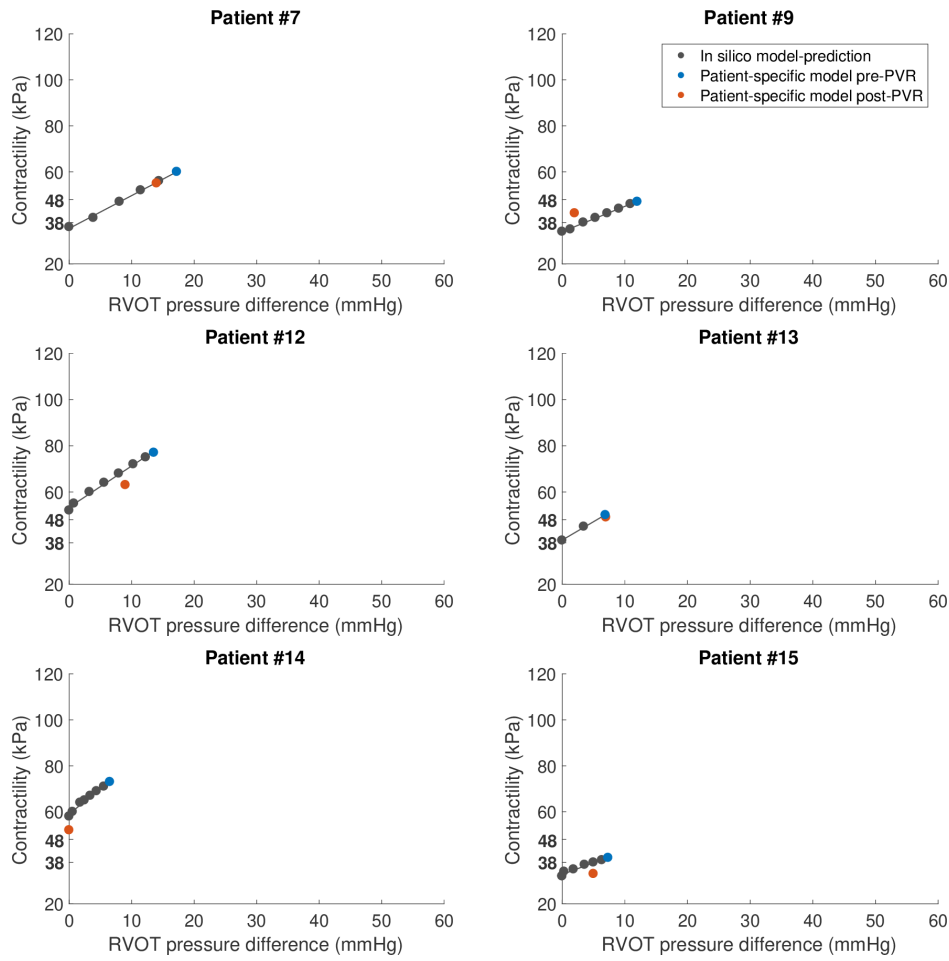 Patient #7
120
100
80
60
48
38
20
Contractility (kPa)
0 10 20 30 40 50 60
RVOT pressure difference (mmHg)
Patient #9
In silico model-prediction
Patient-specific model pre-PVR
Patient-specific model post-PVR
120
100
80
60
48
38
20
Contractility (kPa)
0 10 20 30 40 50 60
RVOT pressure difference (mmHg)
Patient #12
120
100
80
60
48
38
20
Contractility (kPa)
0 10 20 30 40 50 60
RVOT pressure difference (mmHg)
Patient #13
120
100
80
60
48
38
20
Contractility (kPa)
0 10 20 30 40 50 60
RVOT pressure difference (mmHg)
Patient #14
120
100
80
60
48
38
20
Contractility (kPa)
0 10 20 30 40 50 60
RVOT pressure difference (mmHg)
Patient #15
120
100
80
60
48
38
20
Contractility (kPa)
0 10 20 30 40 50 60
RVOT pressure difference (mmHg)